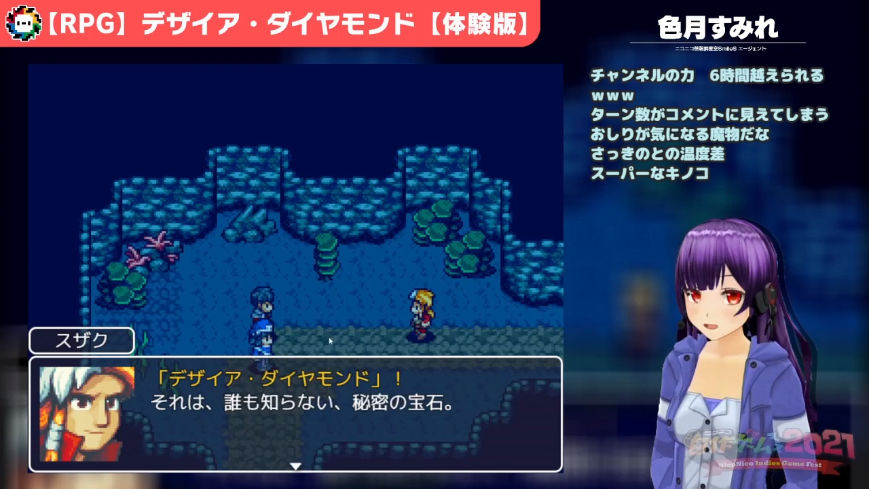 【RPG】デザイア・ダイヤモンド【体験版】
色月すみれ
チャンネルの力　6時間越えられる
ｗｗｗ
ターン数がコメントに見えてしまう
おしりが気になる魔物だな
さっきのとの温度差
スーパーなキノコ
スザク
「デザイア・ダイヤモンド」！
それは、誰も知らない、秘密の宝石。
2021
NicoNico Indies Game Fest